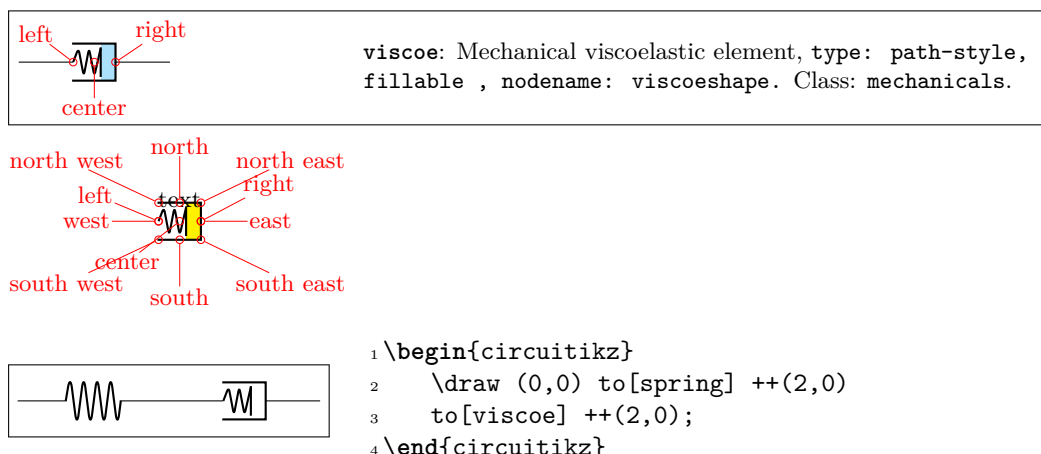 left
right
center
viscoe: Mechanical viscoelastic element, type: path-style,
fillable , nodename: viscoeshape. Class: mechanicals.
north
north west
north east
text
left
right
west
east
center
south west
south east
south
1 \begin{circuitikz}
2 \draw (0,0) to[spring] ++(2,0)
3 to[viscoe] ++(2,0);
4 \end{circuitikz}